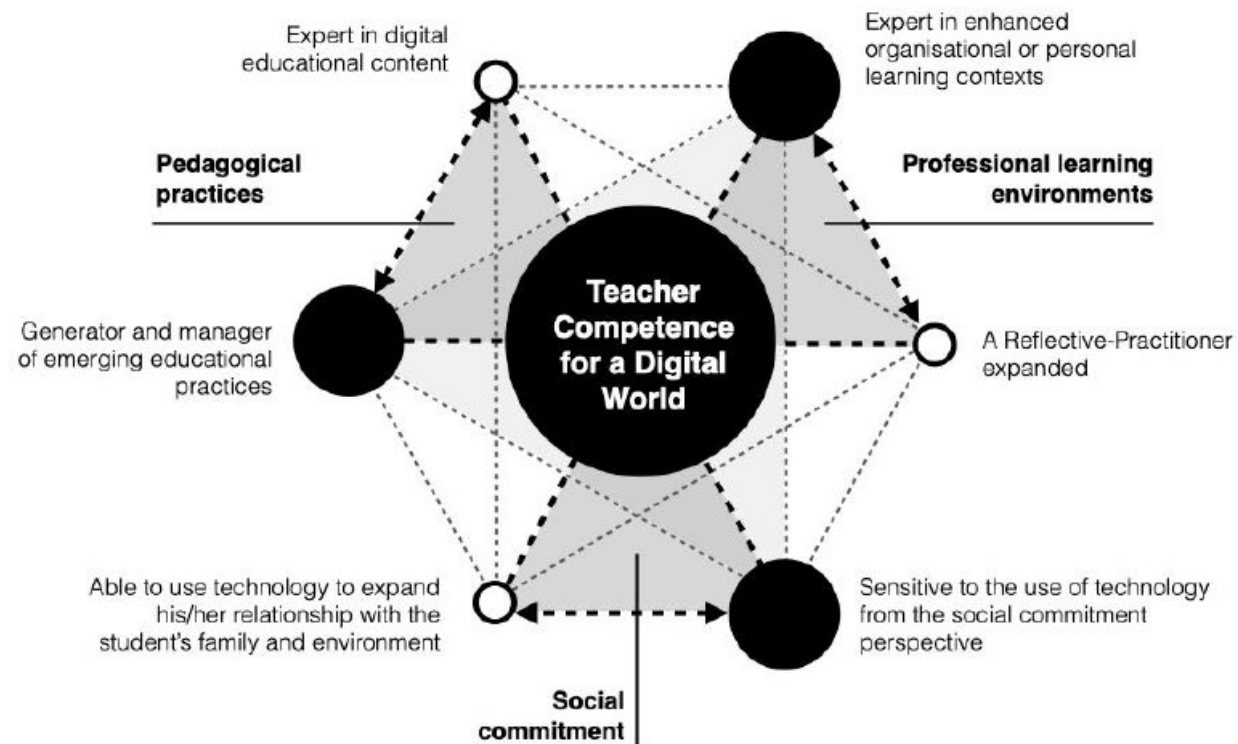 Expert in digital
educational content
Expert in enhanced
organisational or personal
learning contexts
Pedagogical
practices
Professional learning
environments
Teacher
Competence
for a Digital
World
Generator and manager
of emerging educational
practices
A Reflective-Practitioner
expanded
Able to use technology to expand
his/her relationship with the
student's family and environment
Sensitive to the use of technology
from the social commitment
perspective
Social
commitment